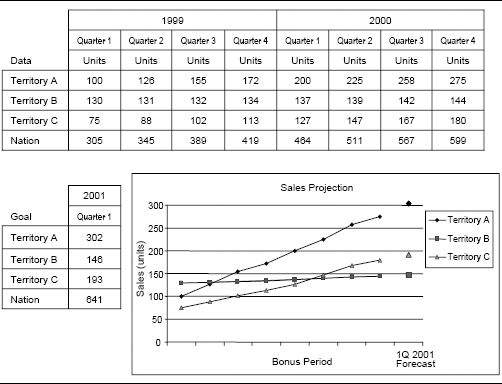 1999 2000
Quarter 1 Quarter 2 Quarter 3 Quarter 4 Quarter 1 Quarter 2 Quarter 3 Quarter 4
Data Units Units Units Units Units Units Units Units
Territory A 100 126 155 172 200 225 258 275
Territory B 130 131 132 134 137 139 142 144
Territory C 75 88 102 113 127 147 167 180
Nation 305 345 389 419 464 511 567 599
2001
Goal Quarter 1
Territory A 302
Territory B 146
Territory C 193
Nation 641
Sales Projection
Sales (units)
300
250
200
150
100
50
0
Territory A
Territory B
Territory C
Bonus Period
1Q 2001
Forecast